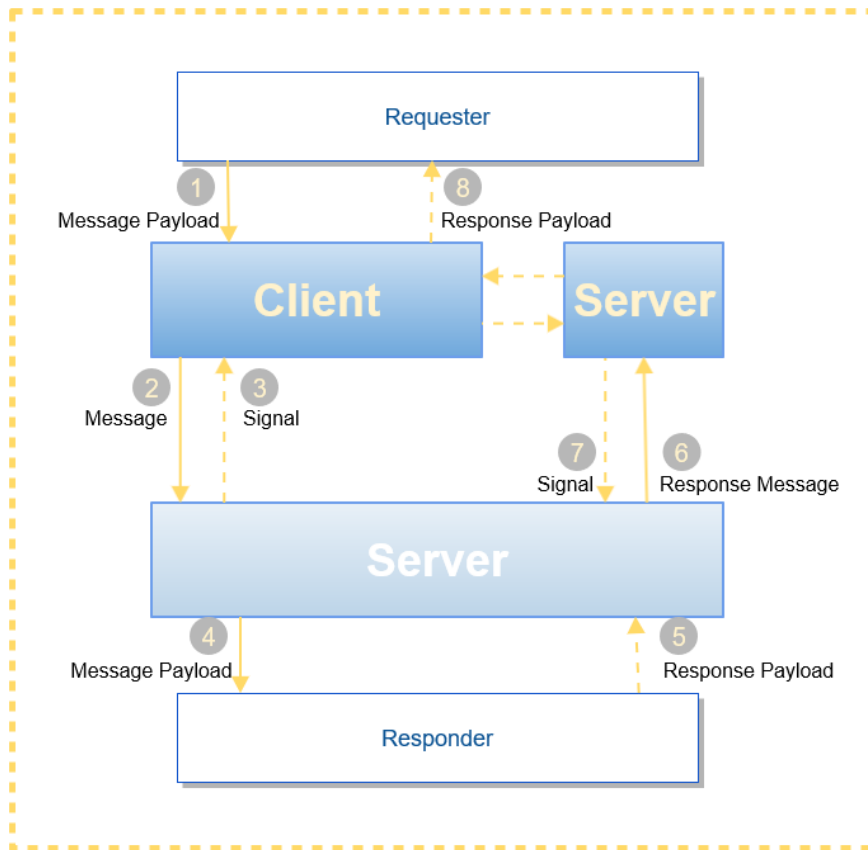 Requester
1
8
Message Payload
Response Payload
Client
Server
2
3
Message
Signal
7
6
Signal
Response Message
Server
4
5
Message Payload
Response Payload
Responder